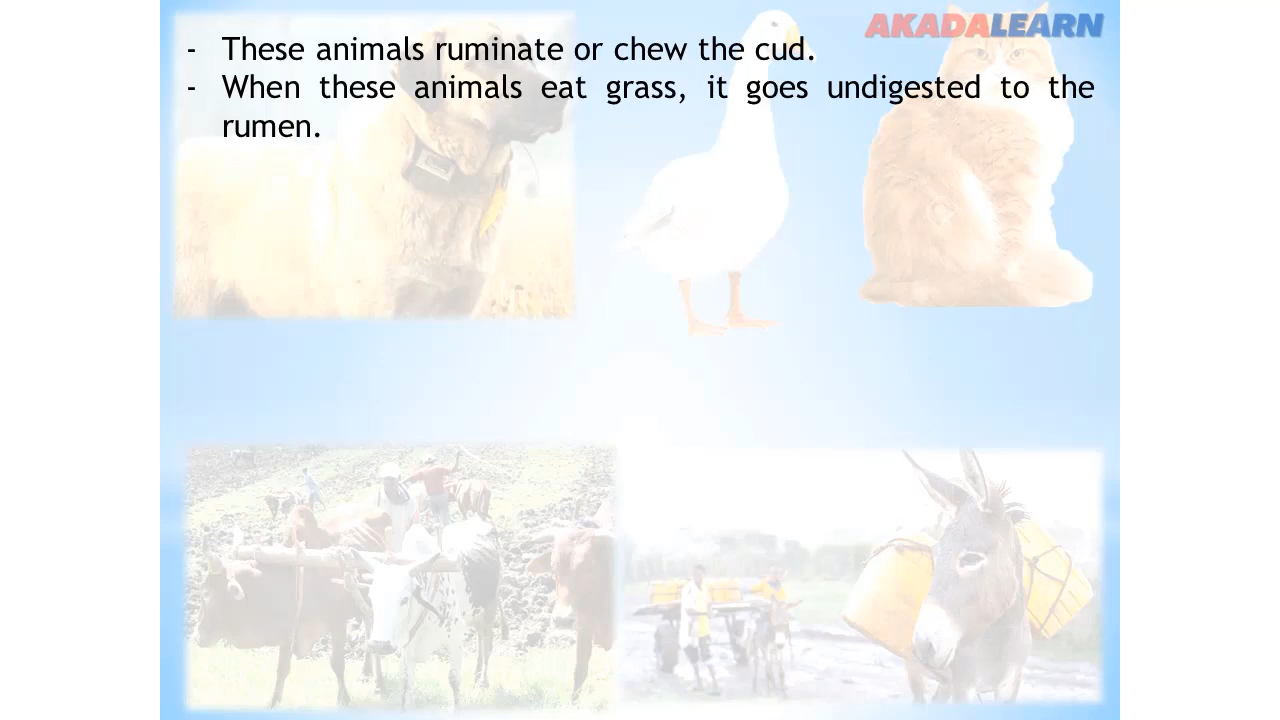 AKADALEARN
- These animals ruminate or chew the cud.
- When these animals eat grass, it goes undigested to the
rumen.